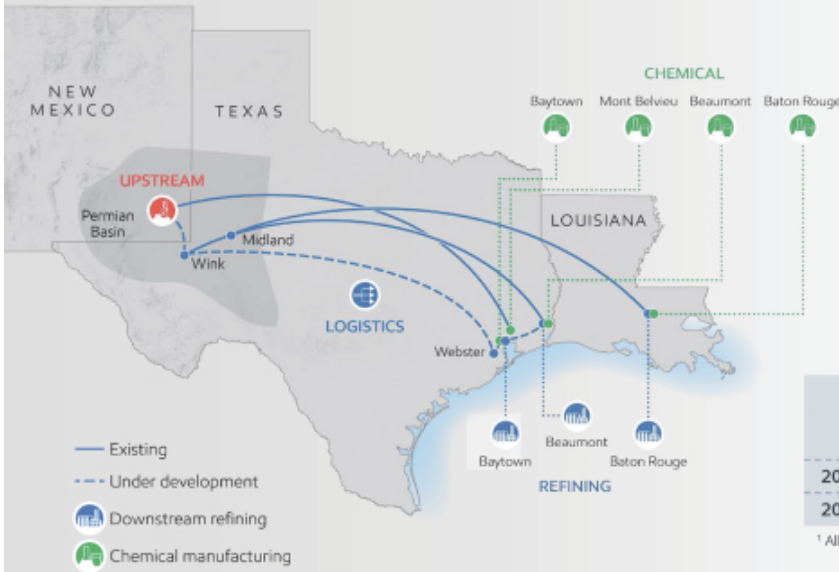 NEW
MEXICO
TEXAS
CHEMICAL
Baytown
Mont Belvieu
Beaumont
Baton Rouge
UPSTREAM
Permian
Basin
Midland
Wink
LOUISIANA
LOGISTICS
Webster
Baytown
Beaumont
Baton Rouge
REFINING
Existing
Under development
Downstream refining
Chemical manufacturing
20
20
¹ All